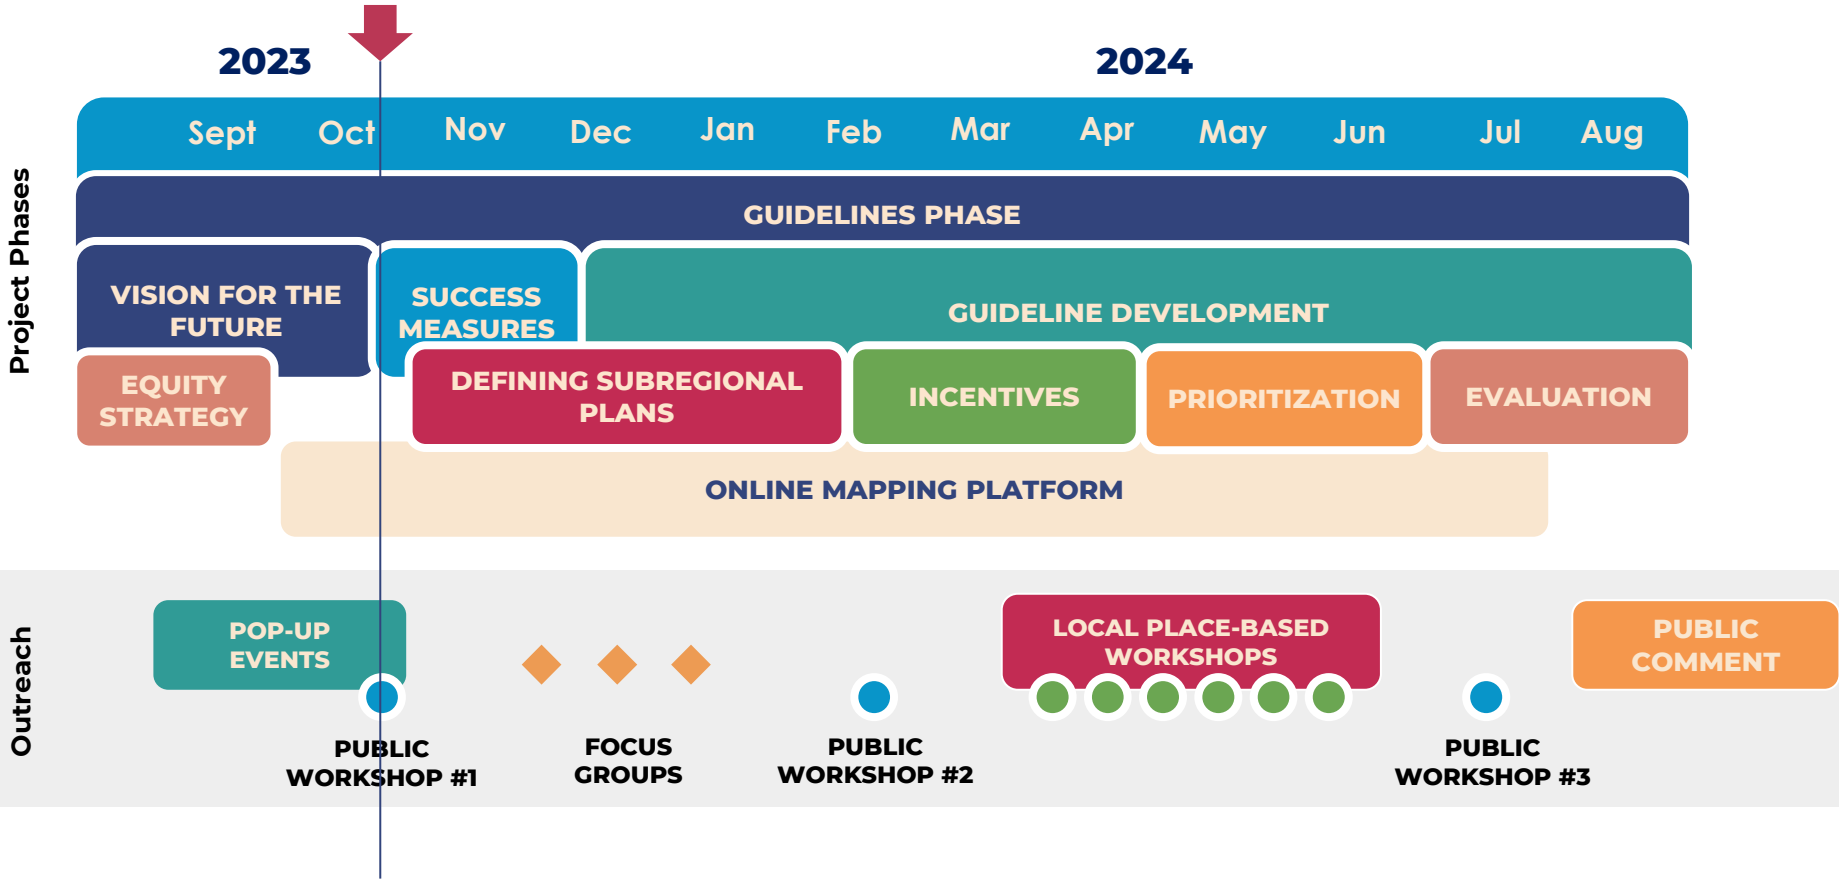 2023
2024
Sept Oct Nov Dec Jan Feb Mar Apr May Jun Jul Aug
Project Phases
GUIDELINES PHASE
VISION FOR THE
FUTURE
SUCCESS
MEASURES
GUIDELINE DEVELOPMENT
EQUITY
STRATEGY
DEFINING SUBREGIONAL
PLANS
INCENTIVES
PRIORITIZATION
EVALUATION
ONLINE MAPPING PLATFORM
Outreach
POP-UP
EVENTS
LOCAL PLACE-BASED
WORKSHOPS
PUBLIC
COMMENT
PUBLIC
WORKSHOP #1
FOCUS
GROUPS
PUBLIC
WORKSHOP #2
PUBLIC
WORKSHOP #3